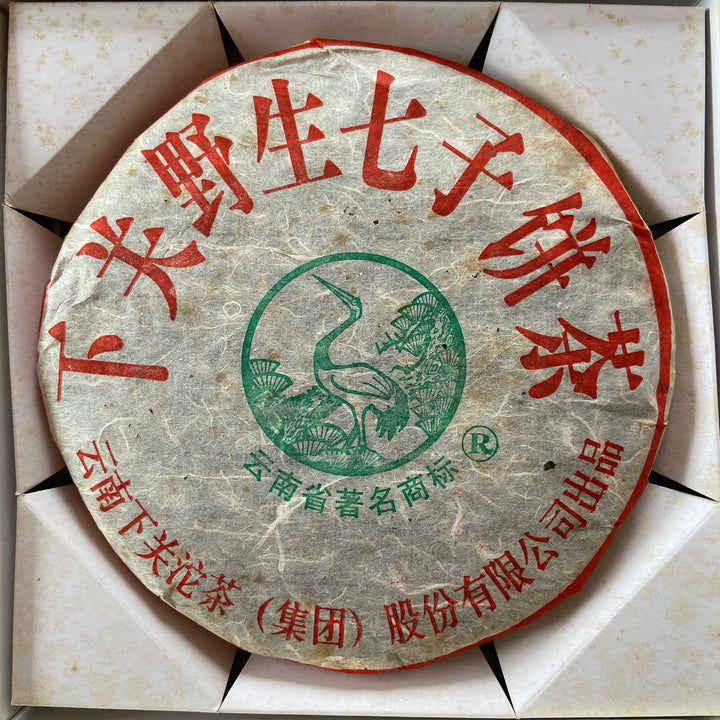 下关野生七子饼茶
®
云南省著名商标
云南下关沱茶（集团）股份有限公司出品